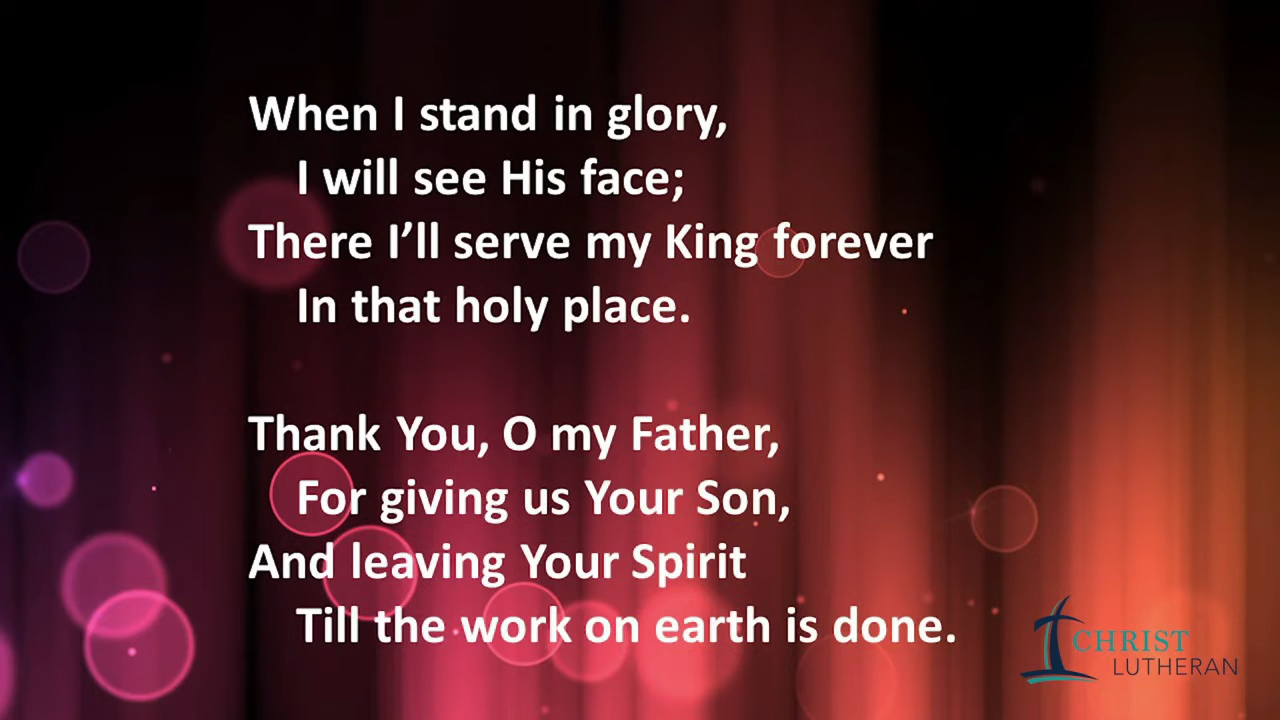 When I stand in glory,
I will see His face;
There I’ll serve my King forever
In that holy place.
Thank You, O my Father,
For giving us Your Son,
And leaving Your Spirit
Till the work on earth is done.
CHRIST
LUTHERAN